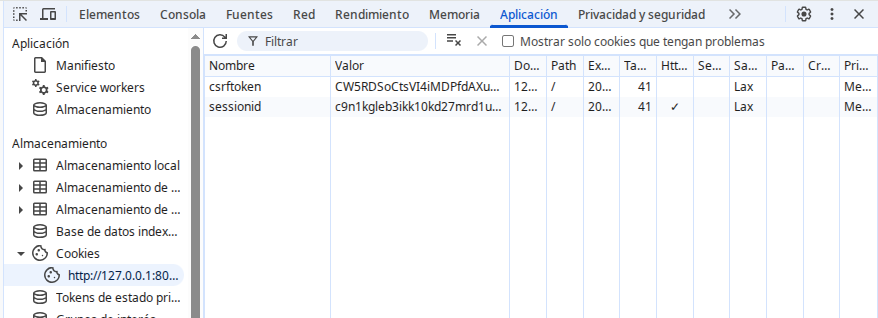 Elementos Consola Fuentes Red Rendimiento Memoria Aplicación Privacidad y seguridad
Aplicación
Manifiesto
Service workers
Almacenamiento
Almacenamiento
Almacenamiento local
Almacenamiento de ...
Almacenamiento de ...
Base de datos index...
Cookies
http://127.0.0.1:80...
Tokens de estado pri...
Filtrar Mostrar solo cookies que tengan problemas
Nombre Valor Do... Path Ex... Ta... Htt... Se... Sa... Pa... Cr... Pri...
csrftoken CW5RDSoCtsVI4iMDPfdAXu... 12... / 20... 41 Lax Me...
sessionid c9n1kgleb3ikk10kd27mrd1u... 12... / 20... 41 ✓ Lax Me...